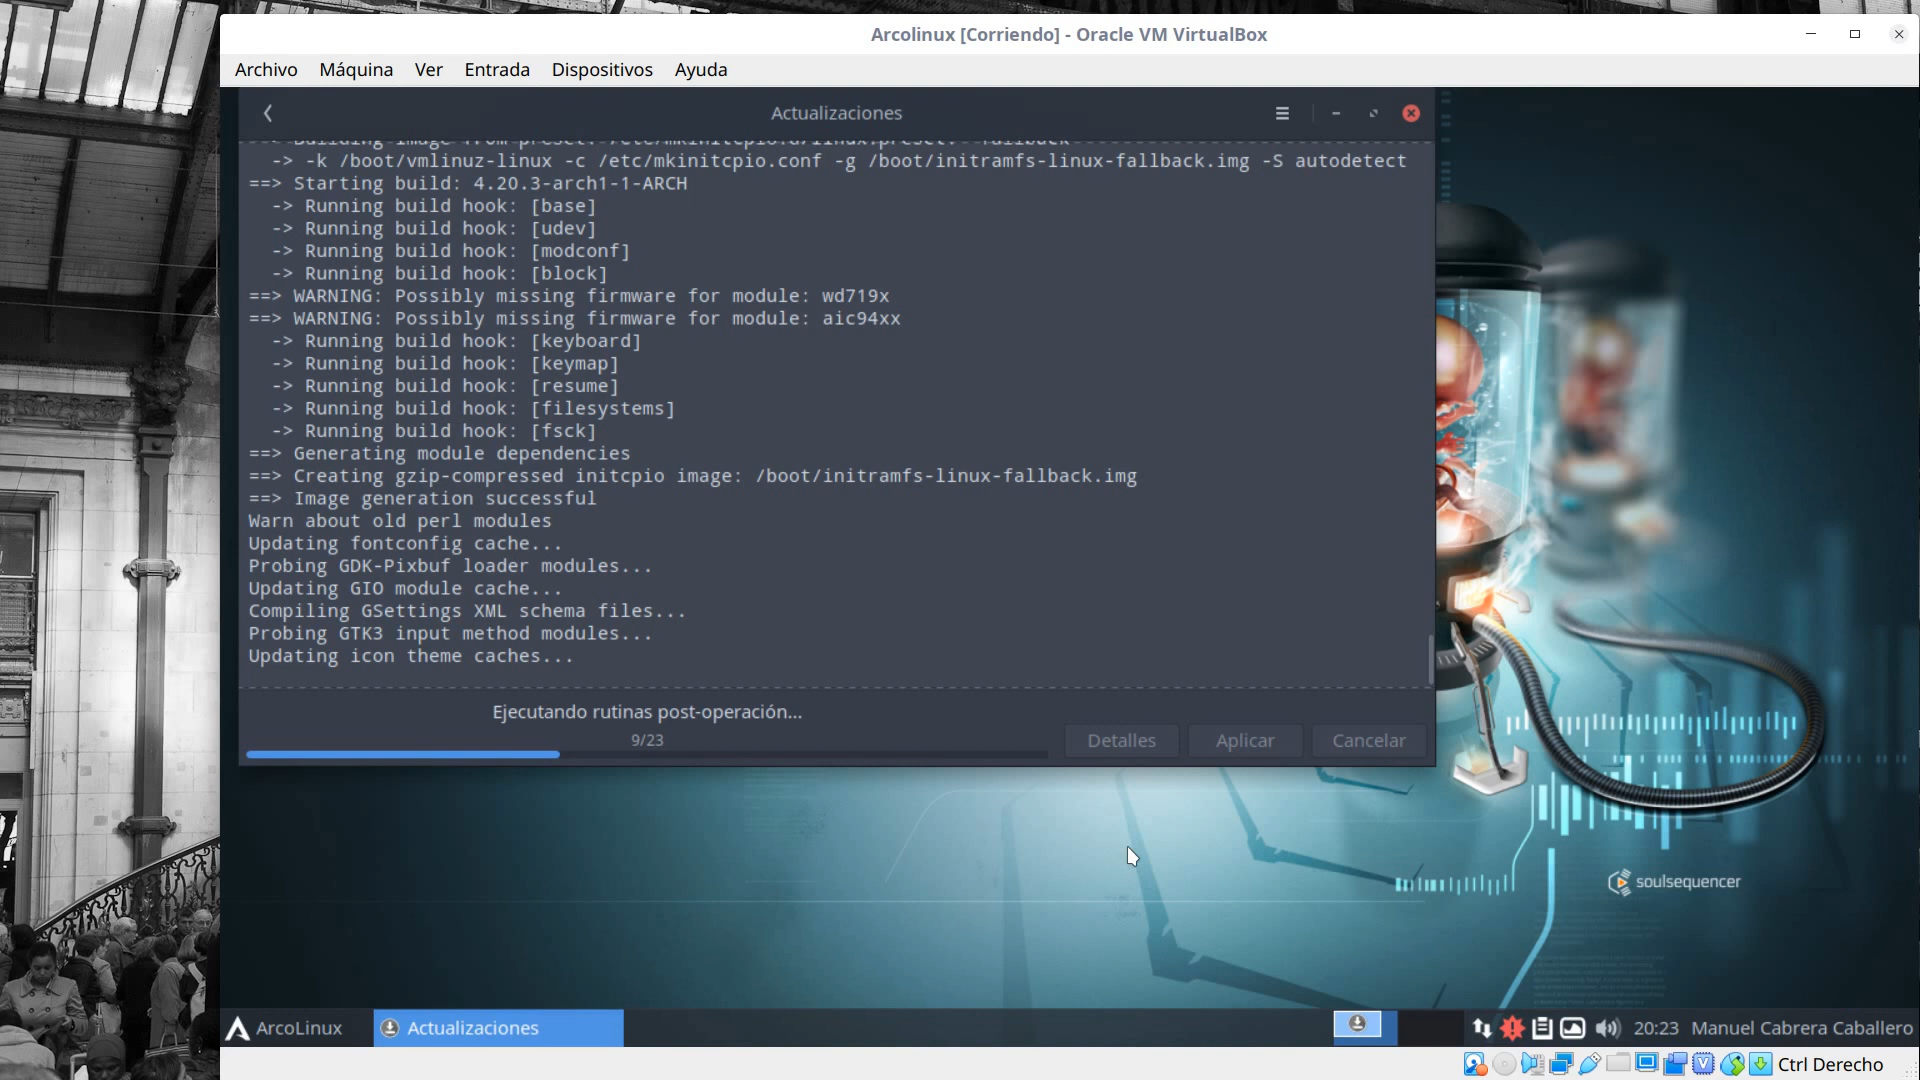 Arcolinux [Corriendo] - Oracle VM VirtualBox
Archivo Máquina Ver Entrada Dispositivos Ayuda
Actualizaciones
-> -k /boot/vmlinuz-linux -c /etc/mkinitcpio.conf -g /boot/initramfs-linux-fallback.img -S autodetect
==> Starting build: 4.20.3-arch1-1-ARCH
-> Running build hook: [base]
-> Running build hook: [udev]
-> Running build hook: [modconf]
-> Running build hook: [block]
==> WARNING: Possibly missing firmware for module: wd719x
==> WARNING: Possibly missing firmware for module: aic94xx
-> Running build hook: [keyboard]
-> Running build hook: [keymap]
-> Running build hook: [resume]
-> Running build hook: [filesystems]
-> Running build hook: [fsck]
==> Generating module dependencies
==> Creating gzip-compressed initcpio image: /boot/initramfs-linux-fallback.img
==> Image generation successful
Warn about old perl modules
Updating fontconfig cache...
Probing GDK-Pixbuf loader modules...
Updating GIO module cache...
Compiling GSettings XML schema files...
Probing GTK3 input method modules...
Updating icon theme caches...
Ejecutando rutinas post-operación...
9/23
Detalles Aplicar Cancelar
soulsequencer
ArcoLinux Actualizaciones 20:23 Manuel Cabrera Caballero
Ctrl Derecho